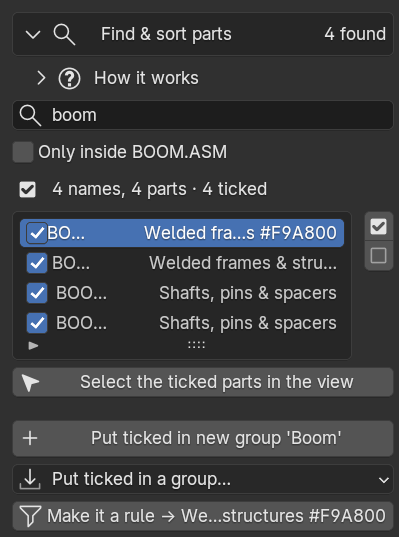 Find & sort parts 4 found
How it works
boom
Only inside BOOM.ASM
4 names, 4 parts · 4 ticked
BO... Welded fra...s #F9A800
BO... Welded frames & stru...
BOO... Shafts, pins & spacers
BOO... Shafts, pins & spacers
Select the ticked parts in the view
Put ticked in new group 'Boom'
Put ticked in a group...
Make it a rule → We...structures #F9A800